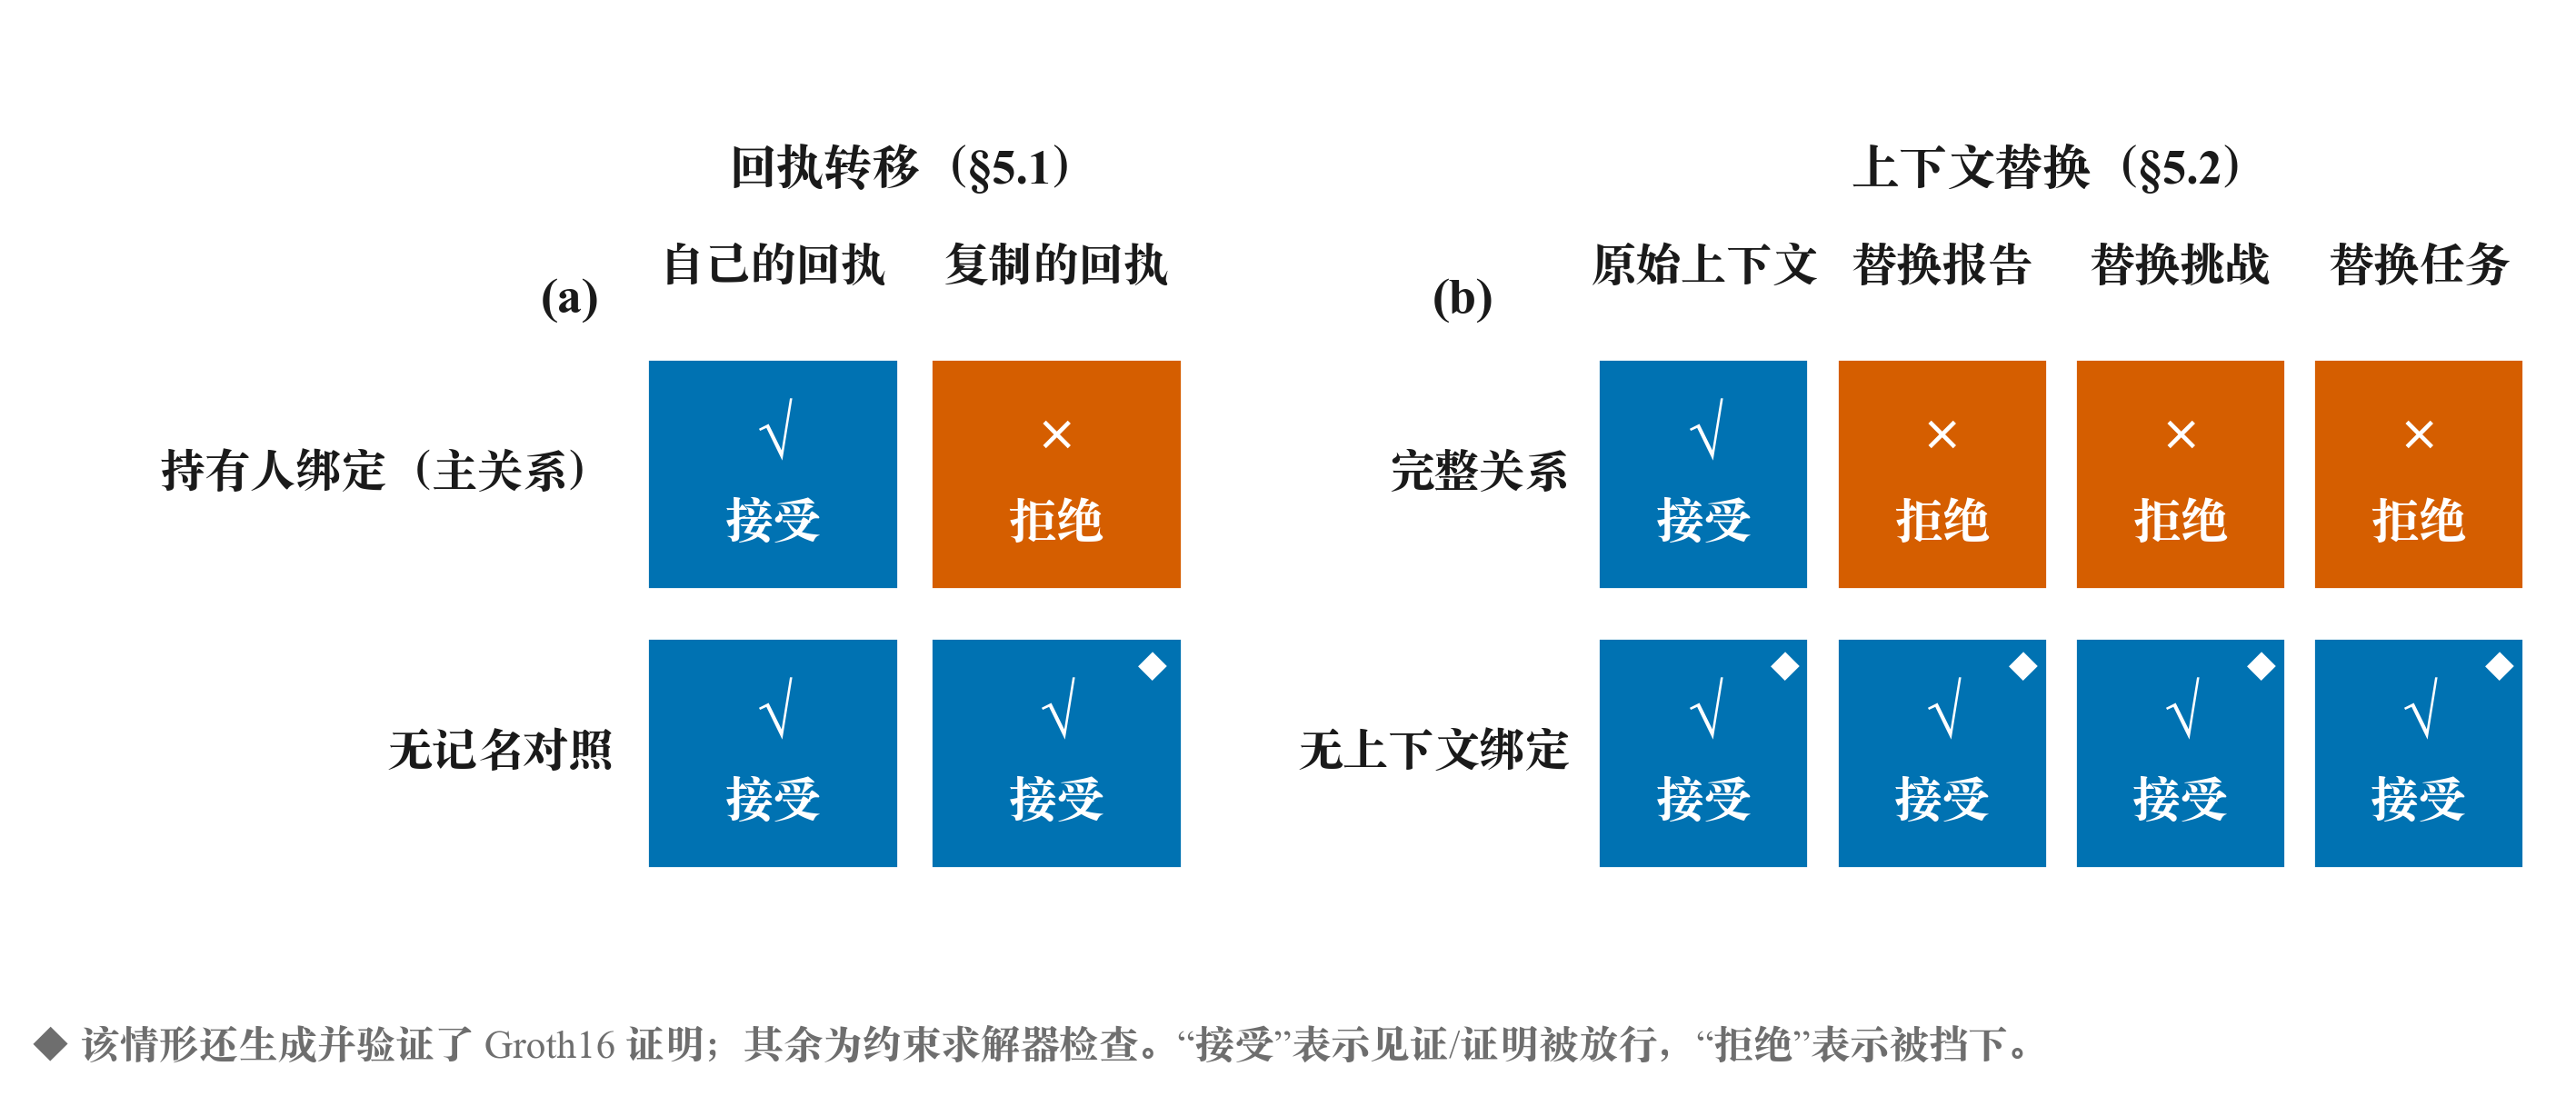 回执转移（§5.1）
(a)
自己的回执 复制的回执
持有人绑定（主关系）
√ ×
接受 拒绝
无记名对照
√ √ ◆
接受 接受
上下文替换（§5.2）
(b)
原始上下文 替换报告 替换挑战 替换任务
完整关系
√ × × ×
接受 拒绝 拒绝 拒绝
无上下文绑定
√ ◆ √ ◆ √ ◆ √ ◆
接受 接受 接受 接受
◆ 该情形还生成并验证了 Groth16 证明；其余为约束求解器检查。“接受”表示见证/证明被放行，“拒绝”表示被挡下。